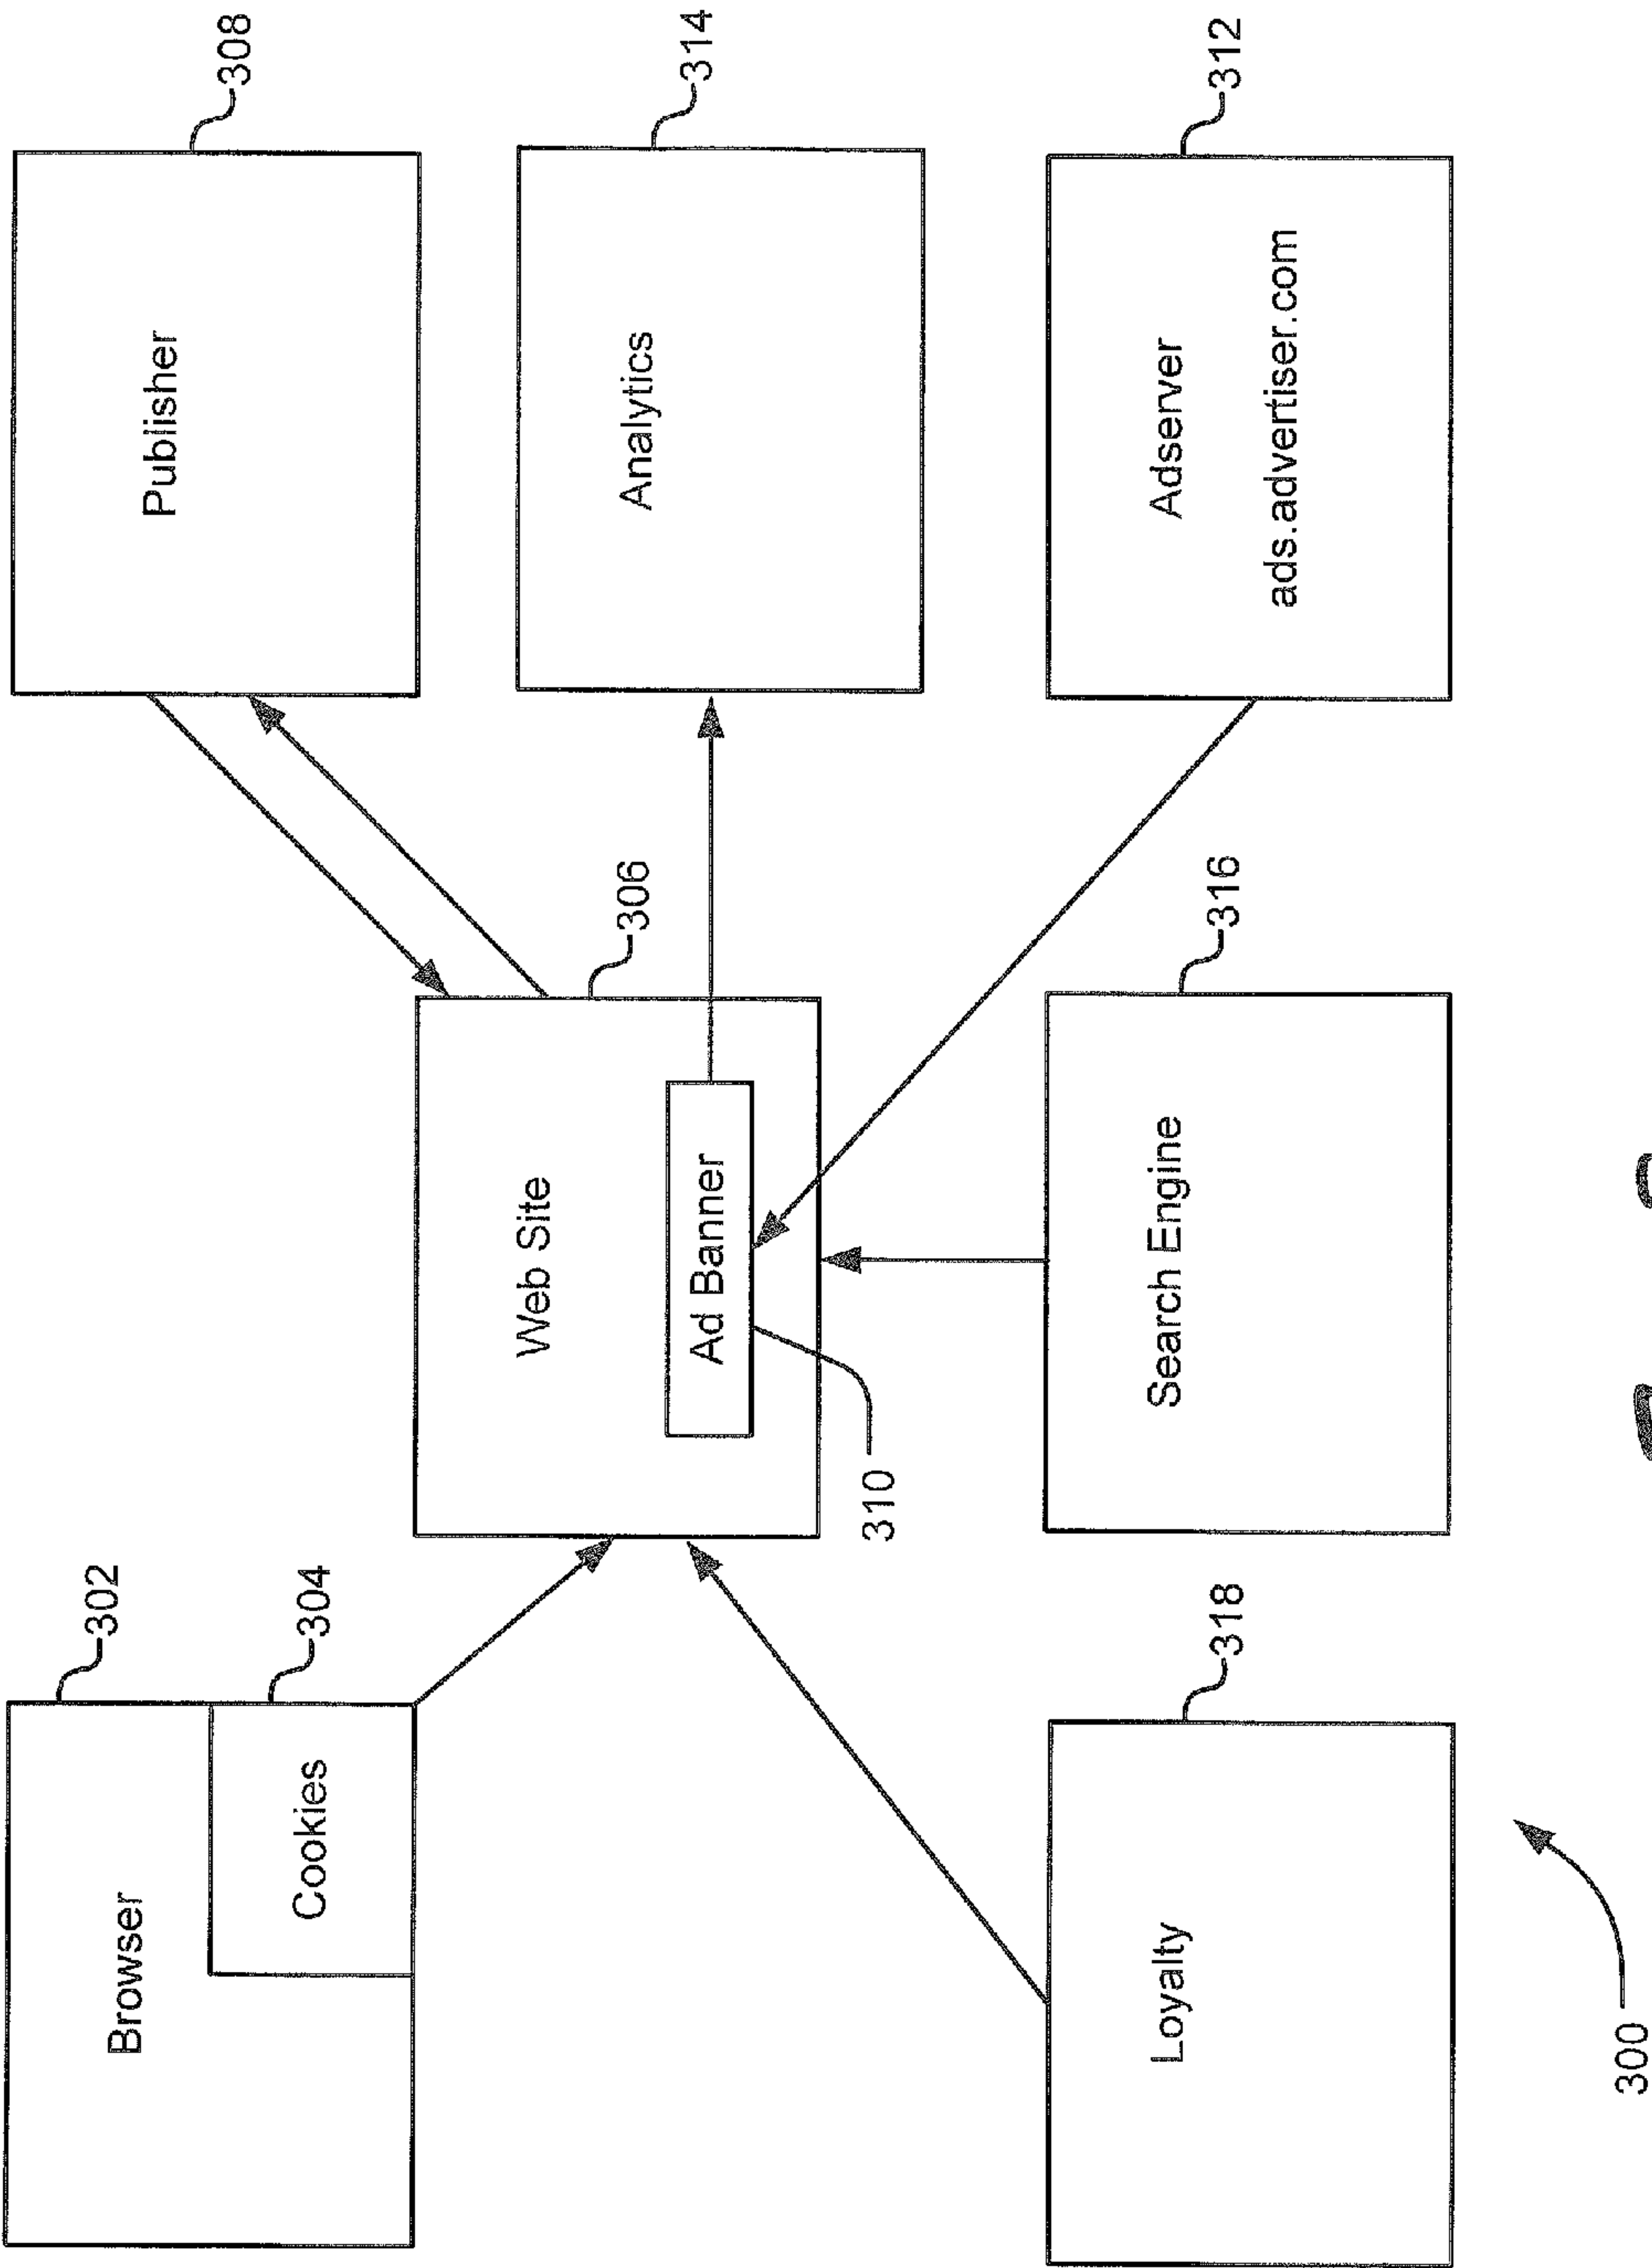 Browser
302
Cookies
304
Web Site
306
Ad Banner
310
Publisher
308
Analytics
314
Adserver
ads.advertiser.com
312
Search Engine
316
Loyalty
318
300